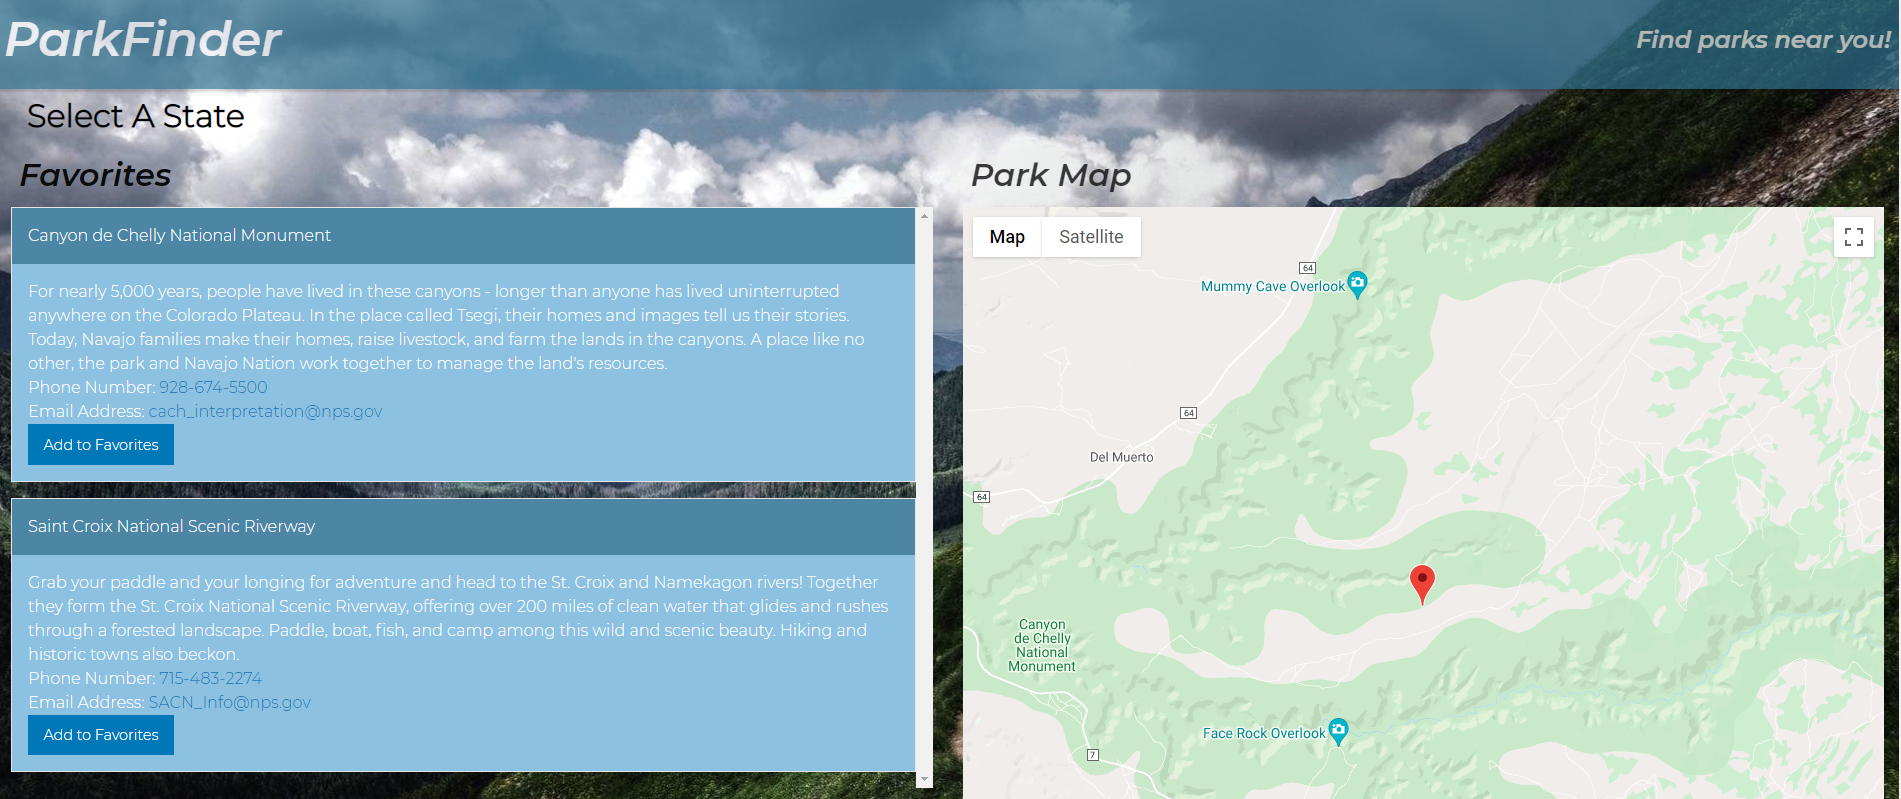 ParkFinder
Find parks near you!
Select A State
Favorites
Canyon de Chelly National Monument
For nearly 5,000 years, people have lived in these canyons - longer than anyone has lived uninterrupted
anywhere on the Colorado Plateau. In the place called Tsegi, their homes and images tell us their stories.
Today, Navajo families make their homes, raise livestock, and farm the lands in the canyons. A place like no
other, the park and Navajo Nation work together to manage the land's resources.
Phone Number: 928-674-5500
Email Address: cach_interpretation@nps.gov
Add to Favorites
Saint Croix National Scenic Riverway
Grab your paddle and your longing for adventure and head to the St. Croix and Namekagon rivers! Together
they form the St. Croix National Scenic Riverway, offering over 200 miles of clean water that glides and rushes
through a forested landscape. Paddle, boat, fish, and camp among this wild and scenic beauty. Hiking and
historic towns also beckon.
Phone Number: 715-483-2274
Email Address: SACN_Info@nps.gov
Add to Favorites
Park Map
Map
Satellite
64
Mummy Cave Overlook
64
Del Muerto
64
Canyon
de Chelly
National
Monument
Face Rock Overlook
7